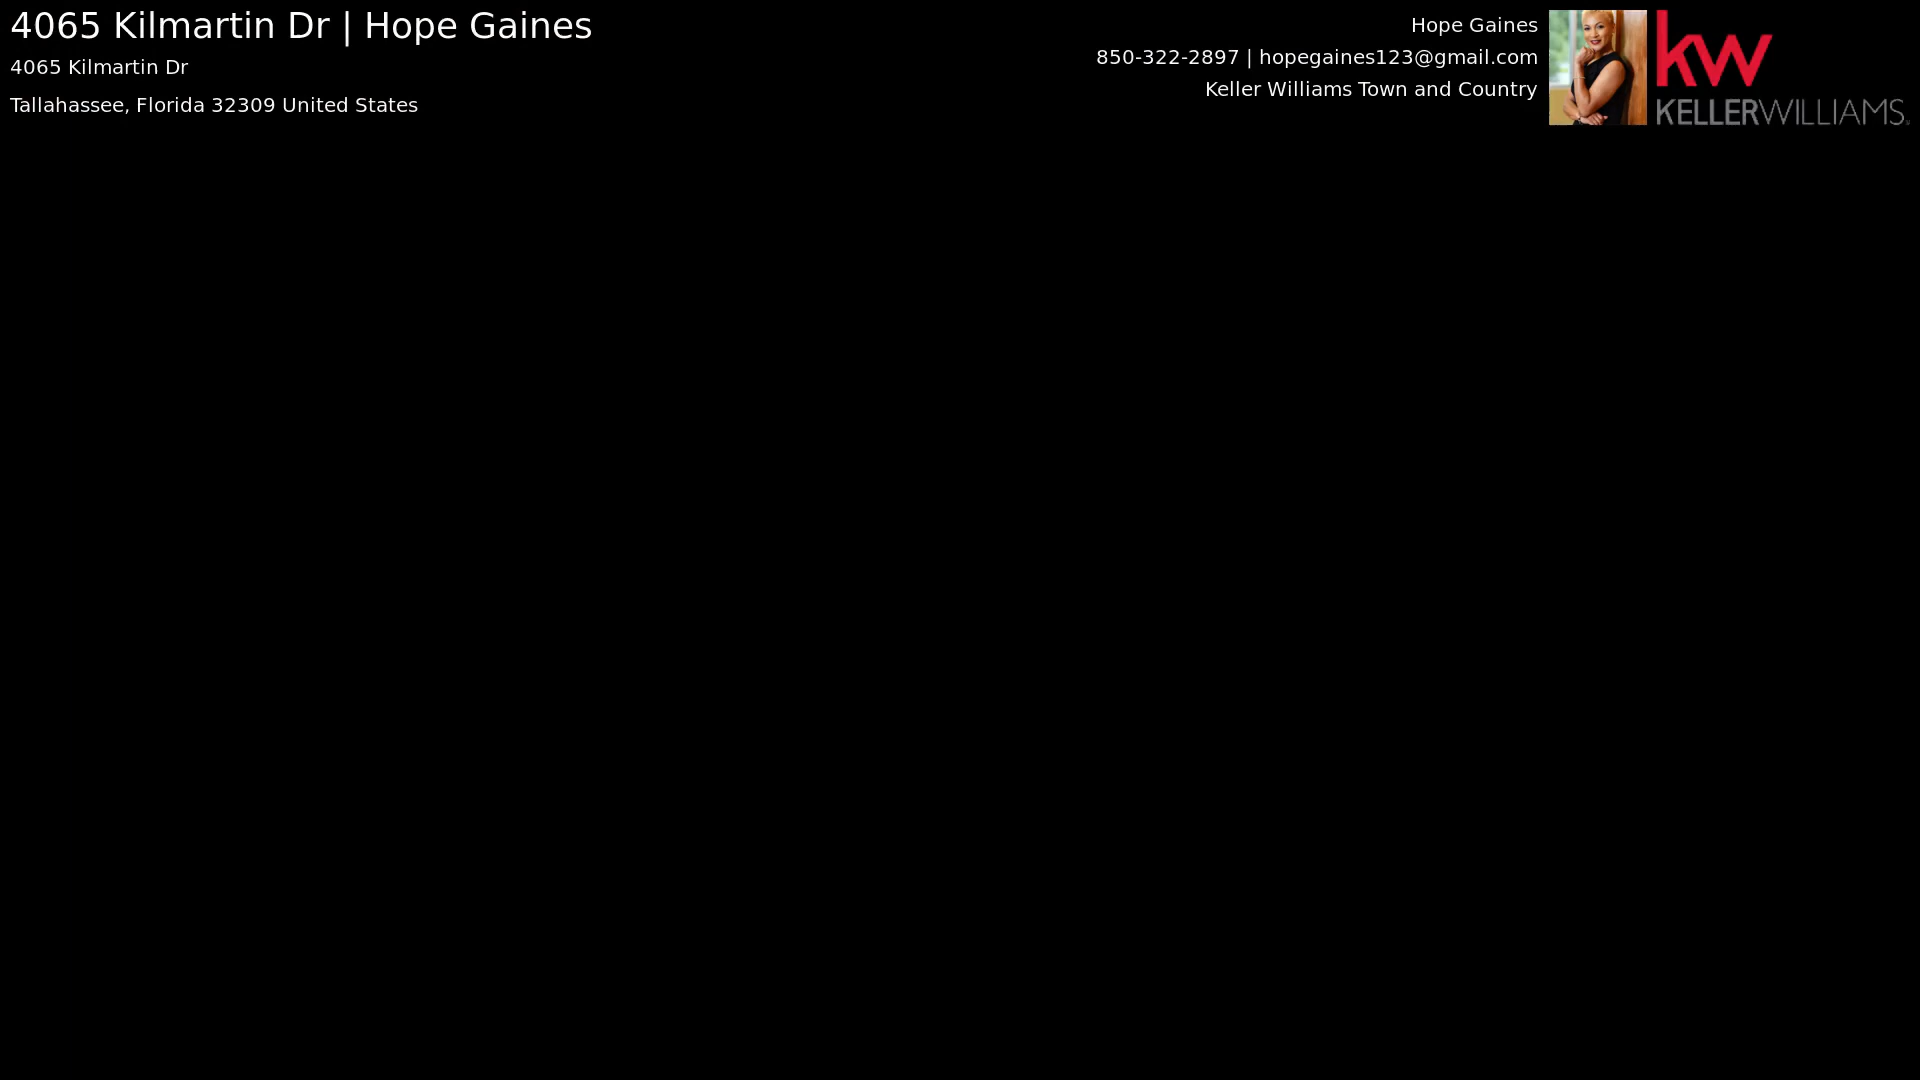 4065 Kilmartin Dr | Hope Gaines
4065 Kilmartin Dr
Tallahassee, Florida 32309 United States
Hope Gaines
850-322-2897 | hopegaines123@gmail.com
Keller Williams Town and Country
kw
KELLERWILLIAMS.